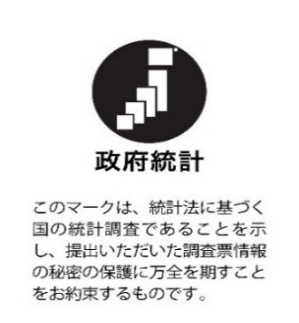 政府統計
このマークは、統計法に基づく
国の統計調査であることを示
し、提出いただいた調査票情報
の秘密の保護に万全を期すこと
をお約束するものです。